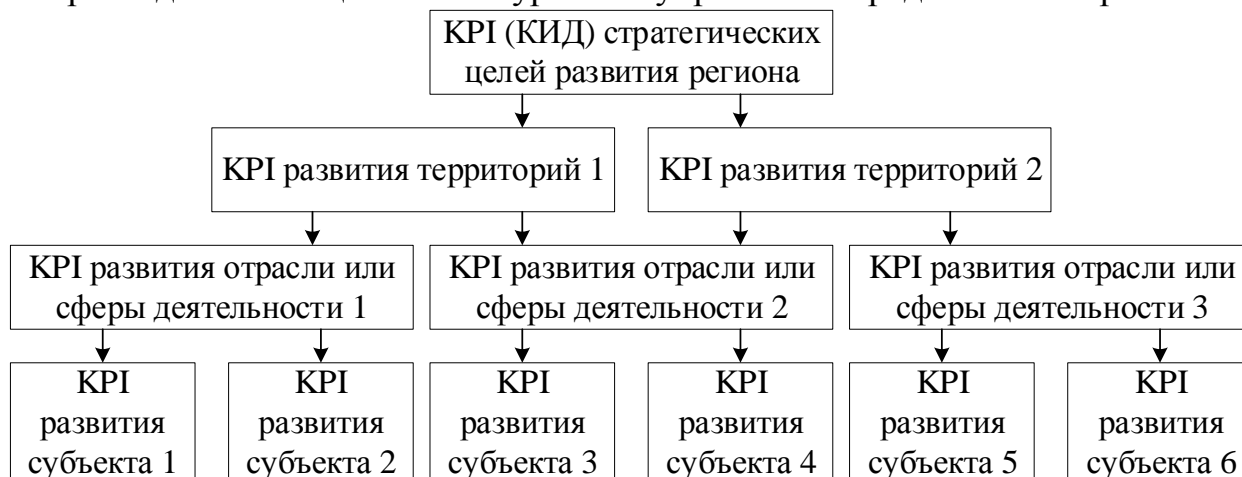 KPI (КИД) стратегических
целей развития региона
KPI развития территорий 1
KPI развития территорий 2
KPI развития отрасли или
сферы деятельности 1
KPI развития отрасли или
сферы деятельности 2
KPI развития отрасли или
сферы деятельности 3
KPI
развития
субъекта 1
KPI
развития
субъекта 2
KPI
развития
субъекта 3
KPI
развития
субъекта 4
KPI
развития
субъекта 5
KPI
развития
субъекта 6